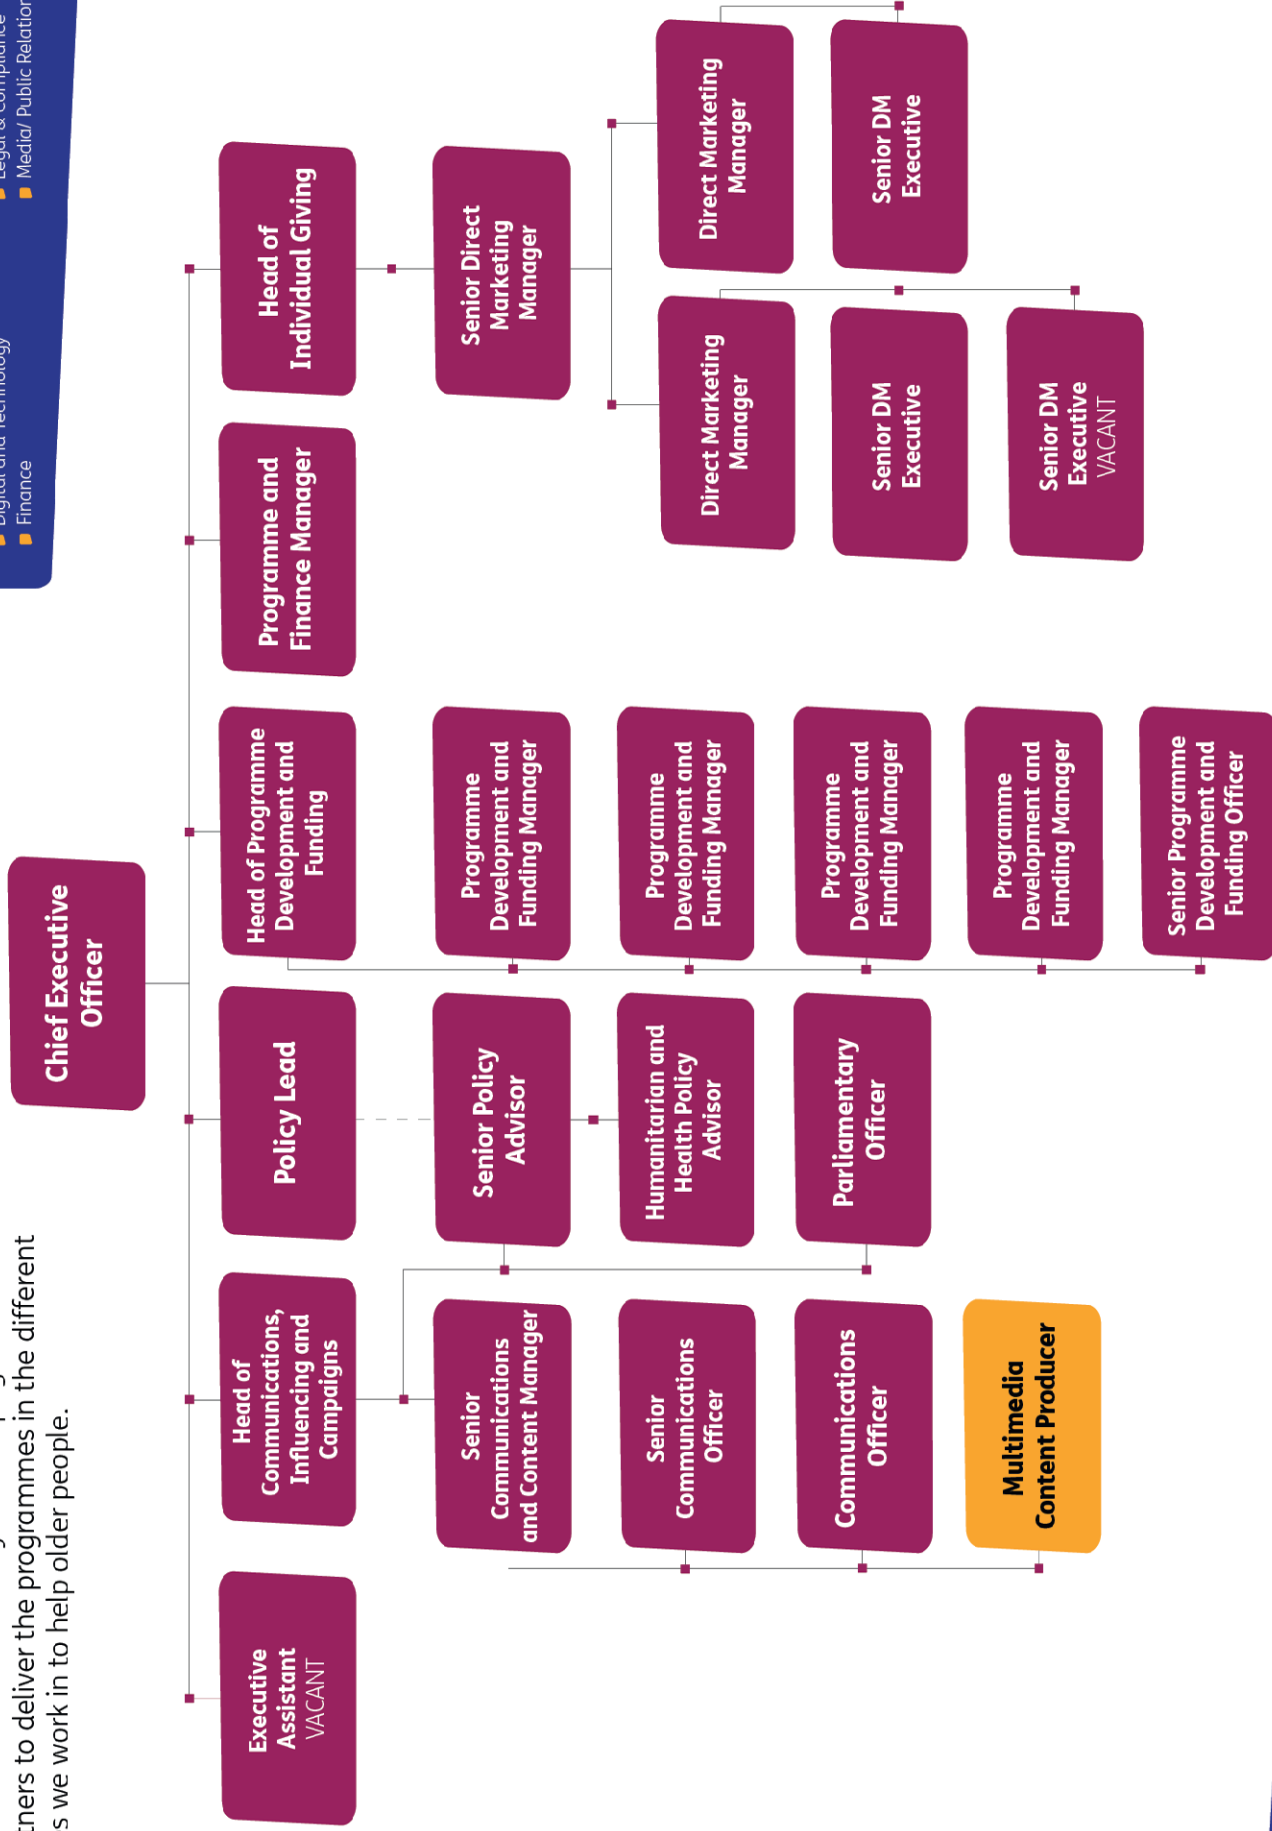 tners to deliver the programmes in the different
s we work in to help older people.
Finance
Media/ Public Relation
Chief Executive
Officer
Executive
Assistant
VACANT
Head of
Communications,
Influencing and
Campaigns
Policy Lead
Head of Programme
Development and
Funding
Programme and
Finance Manager
Head of
Individual Giving
Senior
Communications
and Content Manager
Senior Policy
Advisor
Programme
Development and
Funding Manager
Senior Direct
Marketing
Manager
Senior
Communications
Officer
Humanitarian and
Health Policy
Advisor
Programme
Development and
Funding Manager
Direct Marketing
Manager
Direct Marketing
Manager
Communications
Officer
Parliamentary
Officer
Programme
Development and
Funding Manager
Senior DM
Executive
Senior DM
Executive
Multimedia
Content Producer
Programme
Development and
Funding Manager
Senior DM
Executive
VACANT
Senior Programme
Development and
Funding Officer